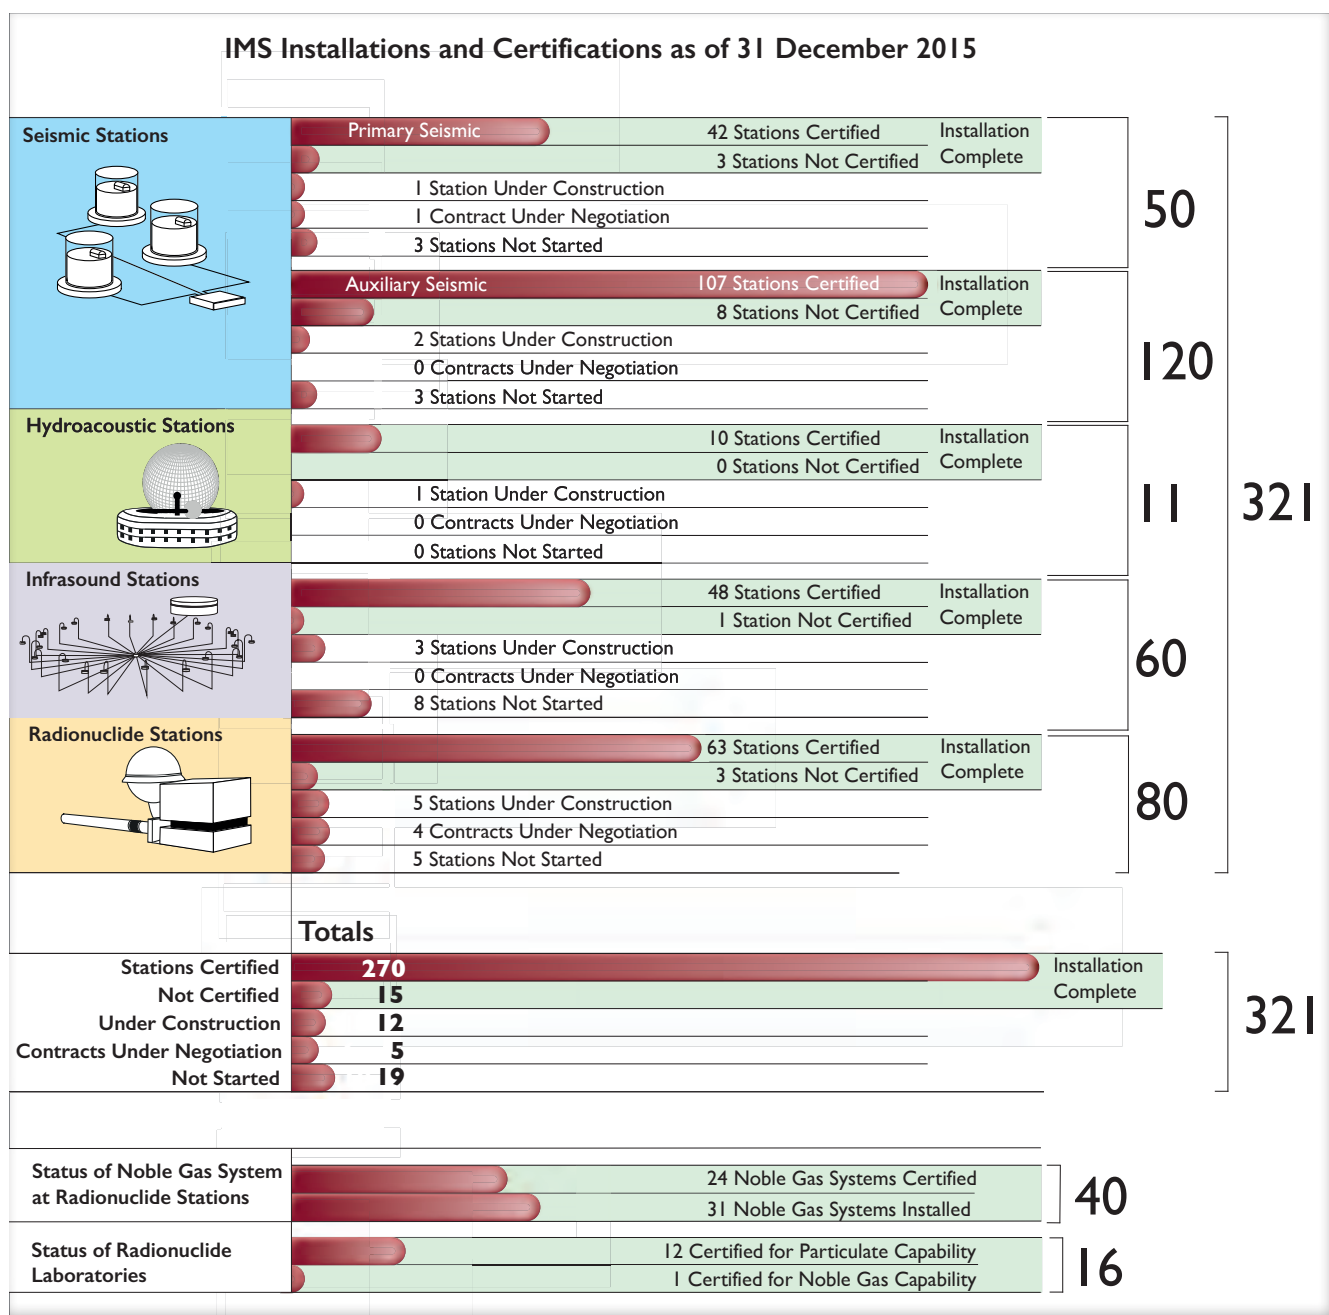 IMS Installations and Certifications as of 31 December 2015
Seismic Stations
Primary Seismic
42 Stations Certified
Installation
Complete
3 Stations Not Certified
1 Station Under Construction
1 Contract Under Negotiation
3 Stations Not Started
50
Auxiliary Seismic
107 Stations Certified
Installation
Complete
8 Stations Not Certified
2 Stations Under Construction
0 Contracts Under Negotiation
3 Stations Not Started
120
Hydroacoustic Stations
10 Stations Certified
Installation
Complete
0 Stations Not Certified
1 Station Under Construction
0 Contracts Under Negotiation
0 Stations Not Started
11
321
Infrasound Stations
48 Stations Certified
Installation
Complete
1 Station Not Certified
3 Stations Under Construction
0 Contracts Under Negotiation
8 Stations Not Started
60
Radionuclide Stations
63 Stations Certified
Installation
Complete
3 Stations Not Certified
5 Stations Under Construction
4 Contracts Under Negotiation
5 Stations Not Started
80
Totals
Stations Certified 270
Installation
Complete
Not Certified 15
Under Construction 12
Contracts Under Negotiation 5
Not Started 19
321
Status of Noble Gas System
at Radionuclide Stations
24 Noble Gas Systems Certified
31 Noble Gas Systems Installed
40
Status of Radionuclide
Laboratories
12 Certified for Particulate Capability
1 Certified for Noble Gas Capability
16